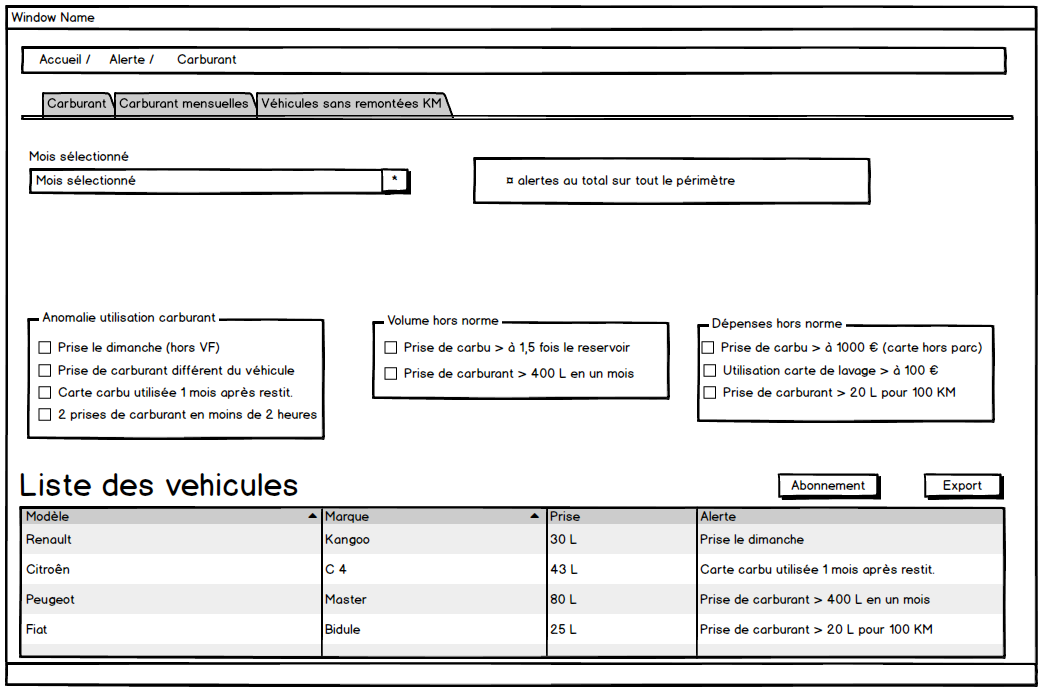 Window Name
Accueil / Alerte / Carburant
Carburant Carburant mensuelles Véhicules sans remontées KM
Mois sélectionné
Mois sélectionné *
¤ alertes au total sur tout le périmètre
Anomalie utilisation carburant
Prise le dimanche (hors VF)
Prise de carburant différent du véhicule
Carte carbu utilisée 1 mois après restit.
2 prises de carburant en moins de 2 heures
Volume hors norme
Prise de carbu > à 1,5 fois le reservoir
Prise de carburant > 400 L en un mois
Dépenses hors norme
Prise de carbu > à 1000 € (carte hors parc)
Utilisation carte de lavage > à 100 €
Prise de carburant > 20 L pour 100 KM
Liste des vehicules
Abonnement
Export
Modèle Marque Prise Alerte
Renault Kangoo 30 L Prise le dimanche
Citroên C 4 43 L Carte carbu utilisée 1 mois après restit.
Peugeot Master 80 L Prise de carburant > 400 L en un mois
Fiat Bidule 25 L Prise de carburant > 20 L pour 100 KM